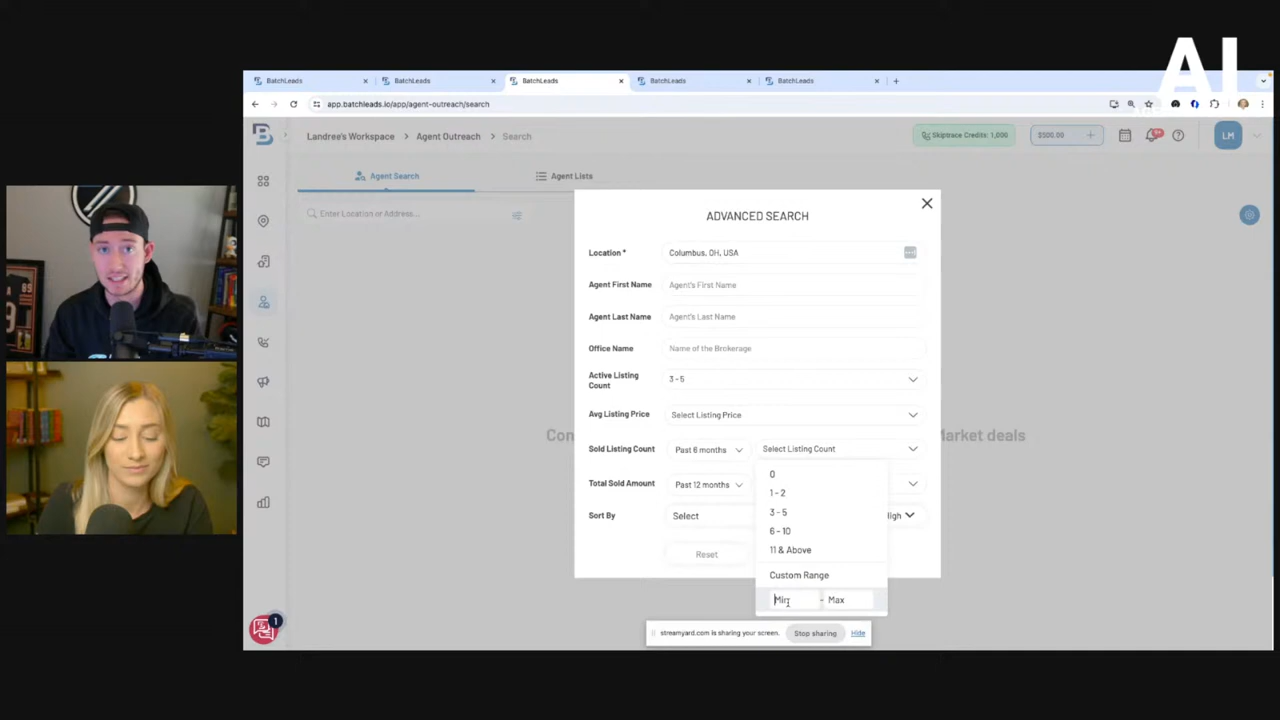 AI
BatchLeads
BatchLeads
BatchLeads
BatchLeads
BatchLeads
app.batchleads.io/app/agent-outreach/search
Landree's Workspace > Agent Outreach > Search
Skiptrace Credits: 1,000
LM
Agent Search
Agent Lists
Enter Location or Address...
ADVANCED SEARCH
Location *
Columbus, OH, USA
Agent First Name
Agent's First Name
Agent Last Name
Agent's Last Name
Office Name
Name of the Brokerage
Active Listing
Count
3 - 5
Avg Listing Price
Select Listing Price
Sold Listing Count
Past 6 months
Select Listing Count
0
1 - 2
3 - 5
6 - 10
11 & Above
Custom Range
Min - Max
Total Sold Amount
Past 12 months
Sort By
Select
High
Reset
Con
Market deals
streamyard.com is sharing your screen.
Stop sharing
Hide
1
89